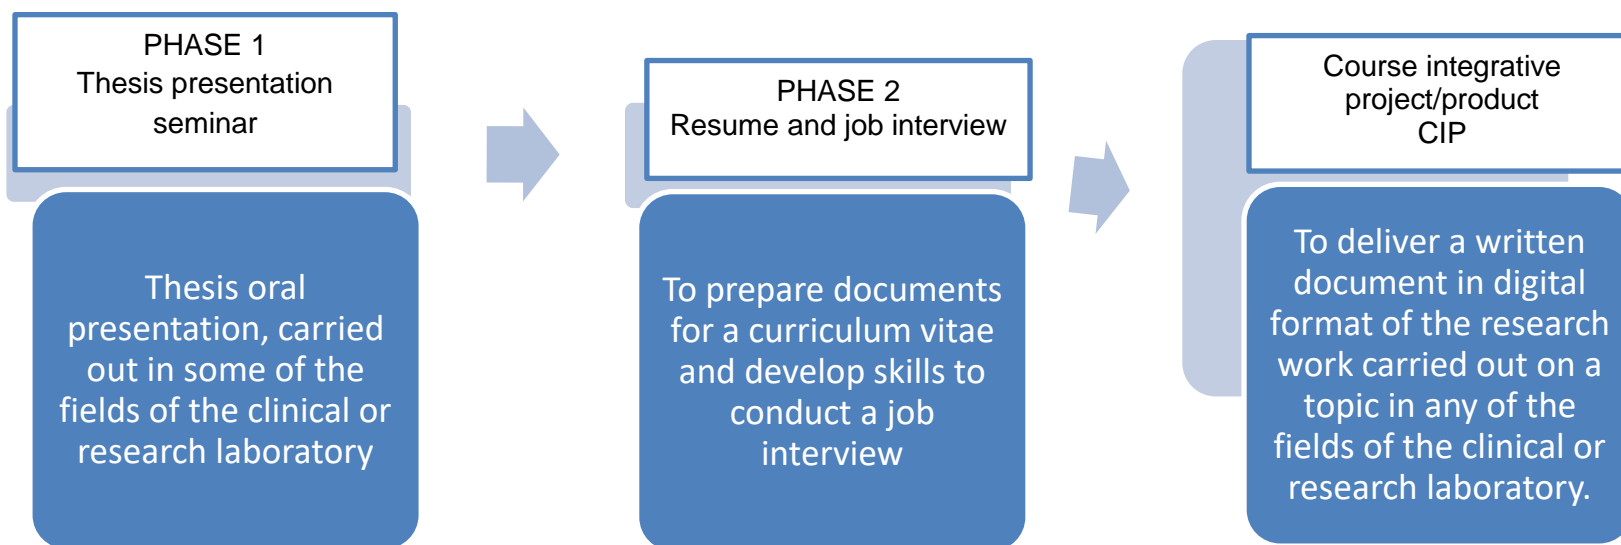 PHASE 1
Thesis presentation
seminar
Thesis oral
presentation, carried
out in some of the
fields of the clinical or
research laboratory
PHASE 2
Resume and job interview
To prepare documents
for a curriculum vitae
and develop skills to
conduct a job
interview
Course integrative
project/product
CIP
To deliver a written
document in digital
format of the research
work carried out on a
topic in any of the
fields of the clinical or
research laboratory.